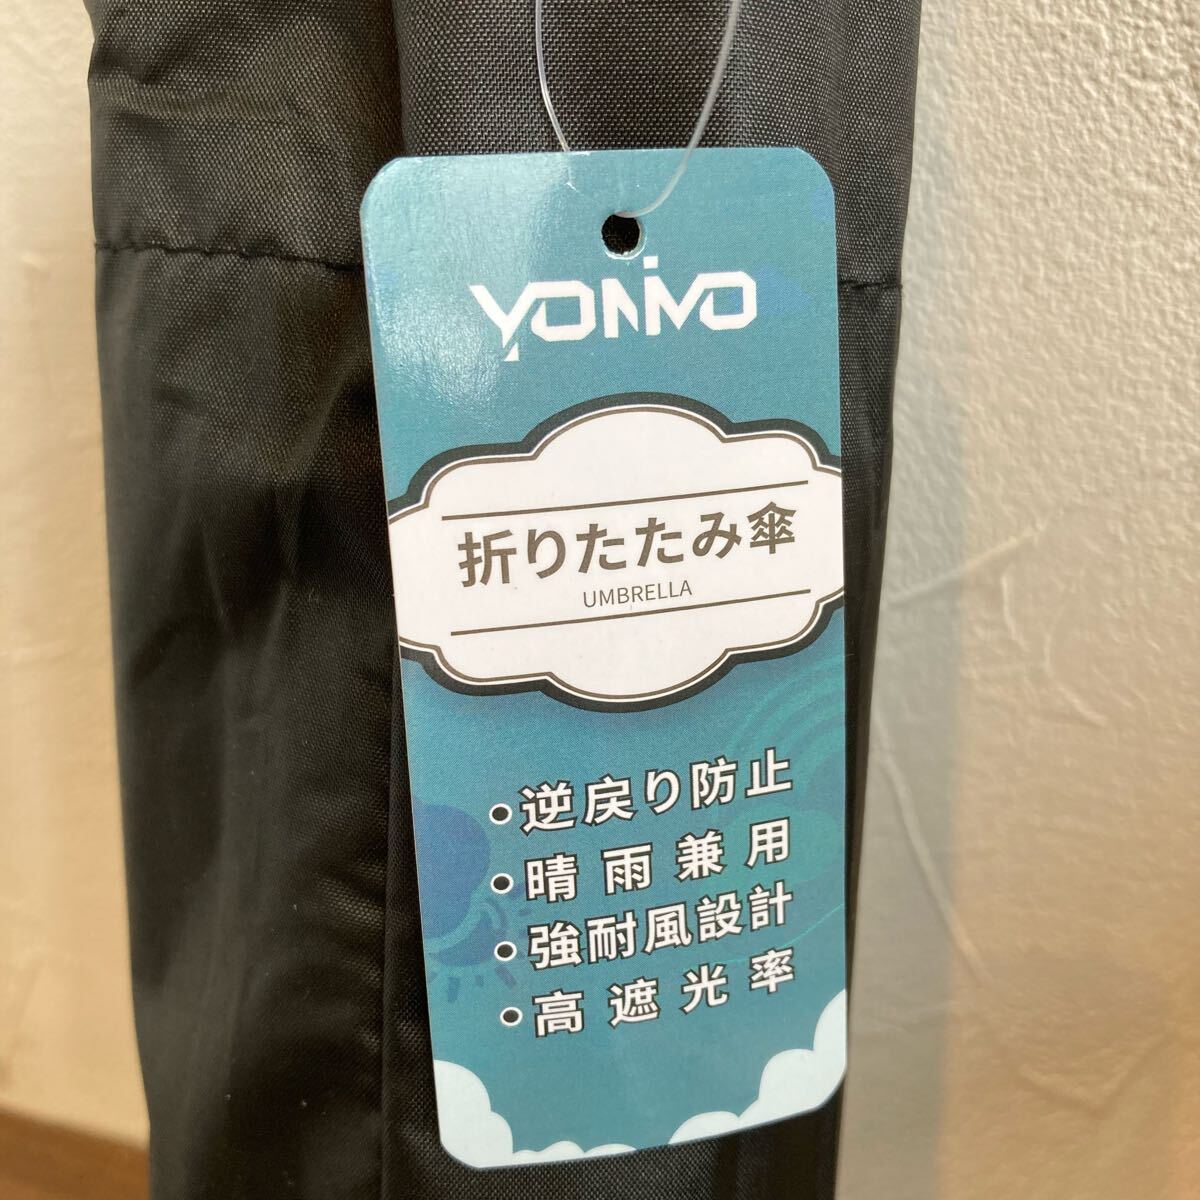 YONIVO
折りたたみ傘
UMBRELLA
・逆戻り防止
・晴雨兼用
・強耐風設計
・高遮光率